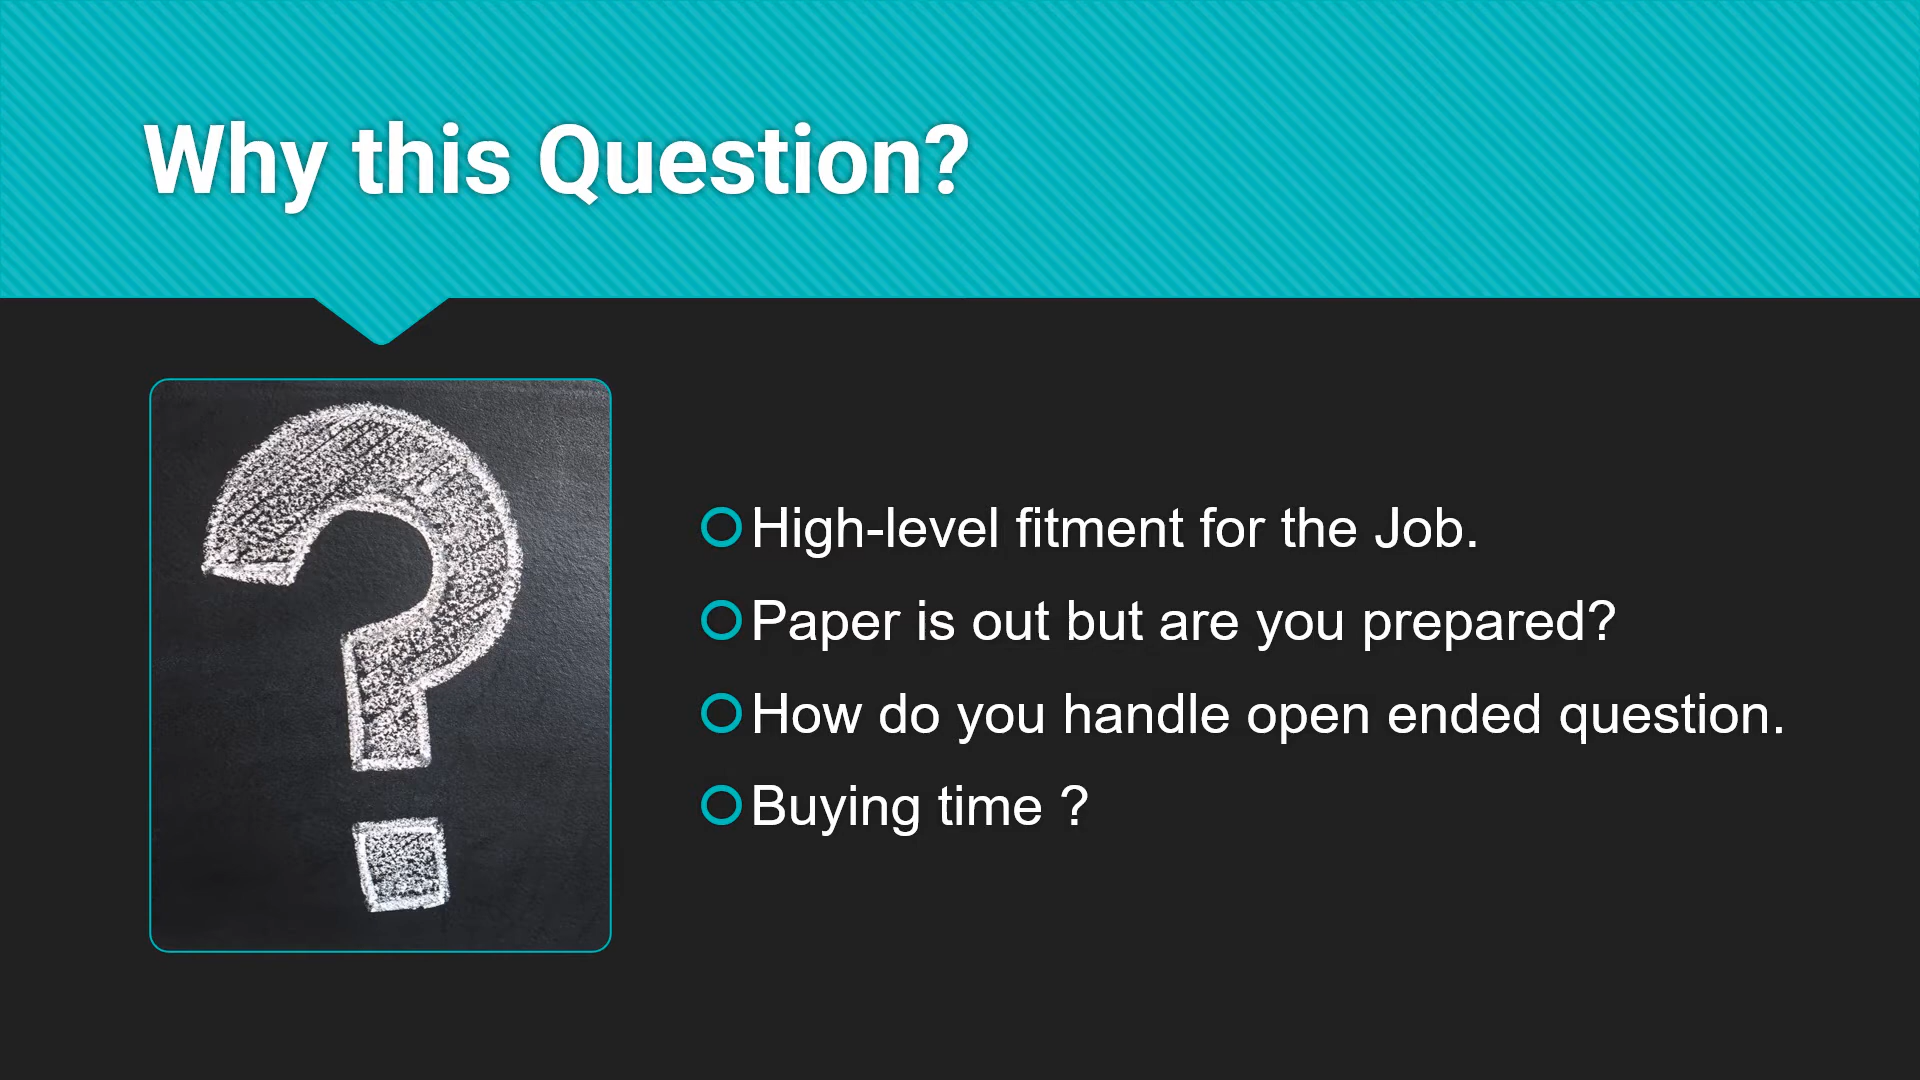 Why this Question?
High-level fitment for the Job.
Paper is out but are you prepared?
How do you handle open ended question.
Buying time ?